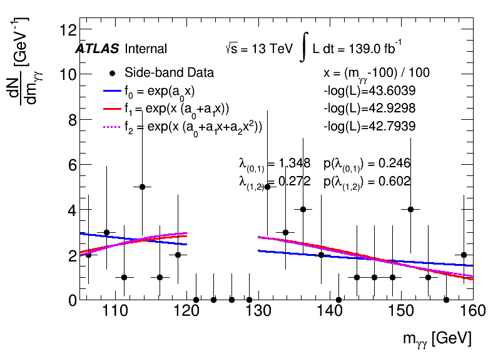 ATLAS Internal
√s = 13 TeV ∫ L dt = 139.0 fb⁻¹
Side-band Data
x = (mγγ-100) / 100
f₀ = exp(a₀x)
-log(L)=43.6039
f₁ = exp(x (a₀+a₁x))
-log(L)=42.9298
f₂ = exp(x (a₀+a₁x+a₂x²))
-log(L)=42.7939
λ(0,1) = 1.348 p(λ(0,1)) = 0.246
λ(1,2) = 0.272 p(λ(1,2)) = 0.602
dN/dmγγ [GeV⁻¹]
12
10
8
6
4
2
0
110 120 130 140 150 160
mγγ [GeV]